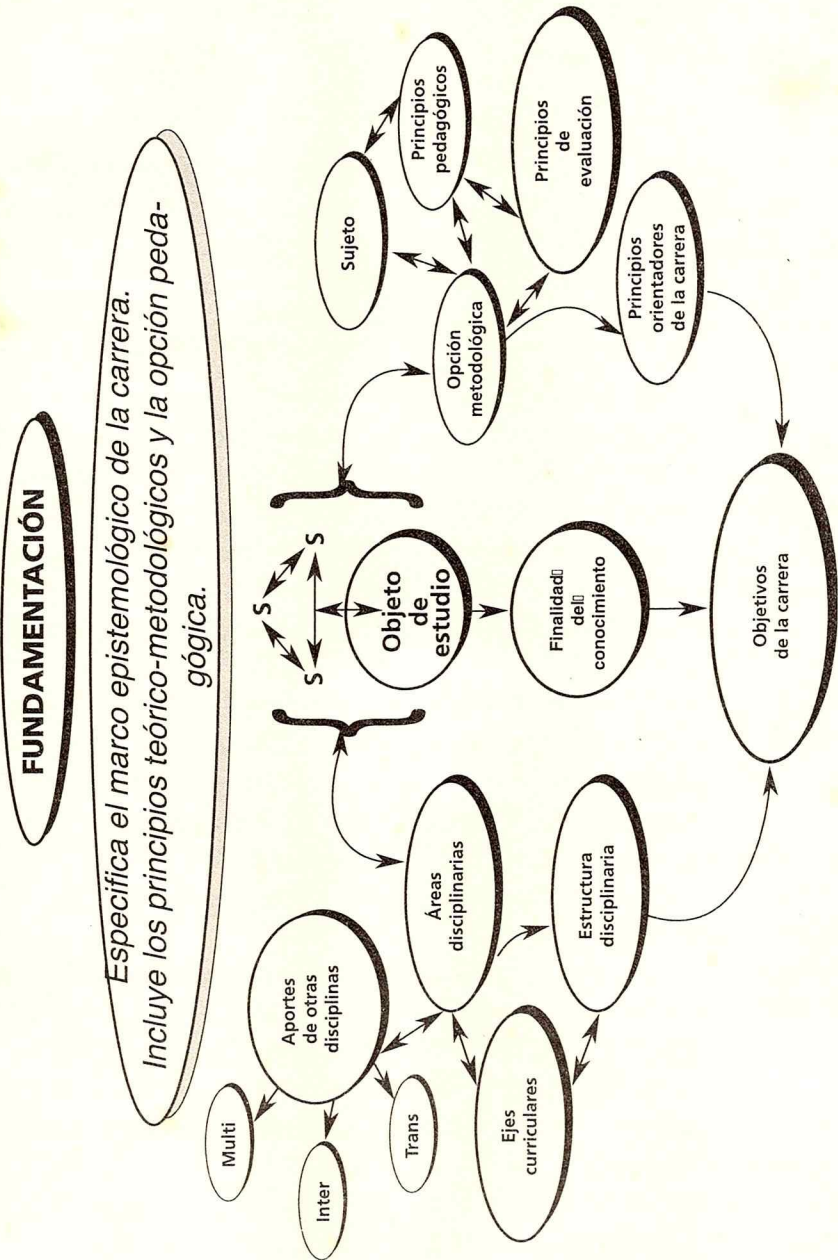 FUNDAMENTACIÓN
Especifica el marco epistemológico de la carrera.
Incluye los principios teórico-metodológicos y la opción peda-
gógica.
Multi
Inter
Trans
Aportes
de otras
disciplinas
Áreas
disciplinarias
Ejes
curriculares
Estructura
disciplinaria
{
S
S
S
}
Objeto
de
estudio
Finalidad
del
conocimiento
Objetivos
de la carrera
Sujeto
Principios
pedagógicos
Opción
metodológica
Principios
de
evaluación
Principios
orientadores
de la carrera